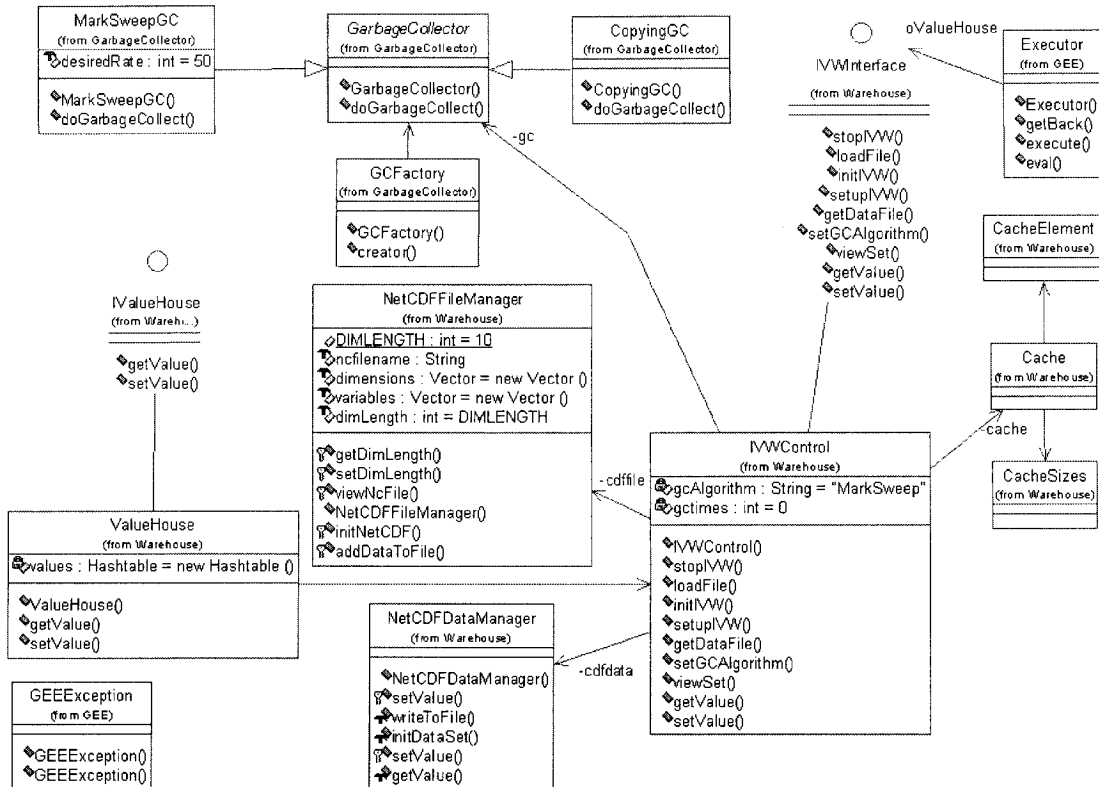 MarkSweepGC
(from GarbageCollector)
desiredRate : int = 50
MarkSweepGC()
doGarbageCollect()
GarbageCollector
(from GarbageCollector)
GarbageCollector()
doGarbageCollect()
CopyingGC
(from GarbageCollector)
CopyingGC()
doGarbageCollect()
-gc
GCFactory
(from GarbageCollector)
GCFactory()
creator()
IVWInterface
(from Warehouse)
stopIVW()
loadFile()
initIVW()
setupIVW()
getDataFile()
setGCAlgorithm()
viewSet()
getValue()
setValue()
oValueHouse
Executor
(from GEE)
Executor()
getBack()
execute()
eval()
CacheElement
(from Warehouse)
Cache
(from Warehouse)
-cache
CacheSizes
(from Warehouse)
IValueHouse
(from Wareh...)
getValue()
setValue()
NetCDFFileManager
(from Warehouse)
DIMLENGTH : int = 10
ncfilename : String
dimensions : Vector = new Vector ()
variables : Vector = new Vector ()
dimLength : int = DIMLENGTH
getDimLength()
setDimLength()
viewNcFile()
NetCDFFileManager()
initNetCDF()
addDataToFile()
-cdffile
IVWControl
(from Warehouse)
gcAlgorithm : String = "MarkSweep"
gctimes : int = 0
IVWControl()
stopIVW()
loadFile()
initIVW()
setupIVW()
getDataFile()
setGCAlgorithm()
viewSet()
getValue()
setValue()
ValueHouse
(from Warehouse)
values : Hashtable = new Hashtable ()
ValueHouse()
getValue()
setValue()
NetCDFDataManager
(from Warehouse)
NetCDFDataManager()
setValue()
writeToFile()
initDataSet()
setValue()
getValue()
-cdfdata
GEEException
(from GEE)
GEEException()
GEEException()